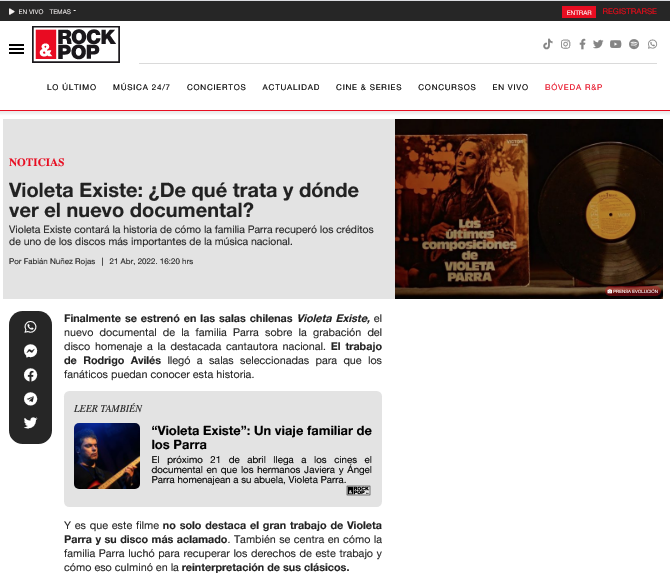 EN VIVO TEMAS
ENTRAR REGISTRARSE
ROCK
& POP
LO ÚLTIMO MÚSICA 24/7 CONCIERTOS ACTUALIDAD CINE & SERIES CONCURSOS EN VIVO BÓVEDA R&P
NOTICIAS
Violeta Existe: ¿De qué trata y dónde
ver el nuevo documental?
Violeta Existe contará la historia de cómo la familia Parra recuperó los créditos
de uno de los discos más importantes de la música nacional.
Por Fabián Nuñez Rojas | 21 Abr, 2022. 16:20 hrs
Las
últimas
composiciones
de VIOLETA
PARRA
PRENSA EVOLUCIÓN
Finalmente se estrenó en las salas chilenas Violeta Existe, el
nuevo documental de la familia Parra sobre la grabación del
disco homenaje a la destacada cantautora nacional. El trabajo
de Rodrigo Avilés llegó a salas seleccionadas para que los
fanáticos puedan conocer esta historia.
LEER TAMBIÉN
“Violeta Existe”: Un viaje familiar de
los Parra
El próximo 21 de abril llega a los cines el
documental en que los hermanos Javiera y Ángel
Parra homenajean a su abuela, Violeta Parra.
ROCK
& POP
Y es que este filme no solo destaca el gran trabajo de Violeta
Parra y su disco más aclamado. También se centra en cómo la
familia Parra luchó para recuperar los derechos de este trabajo y
cómo eso culminó en la reinterpretación de sus clásicos.